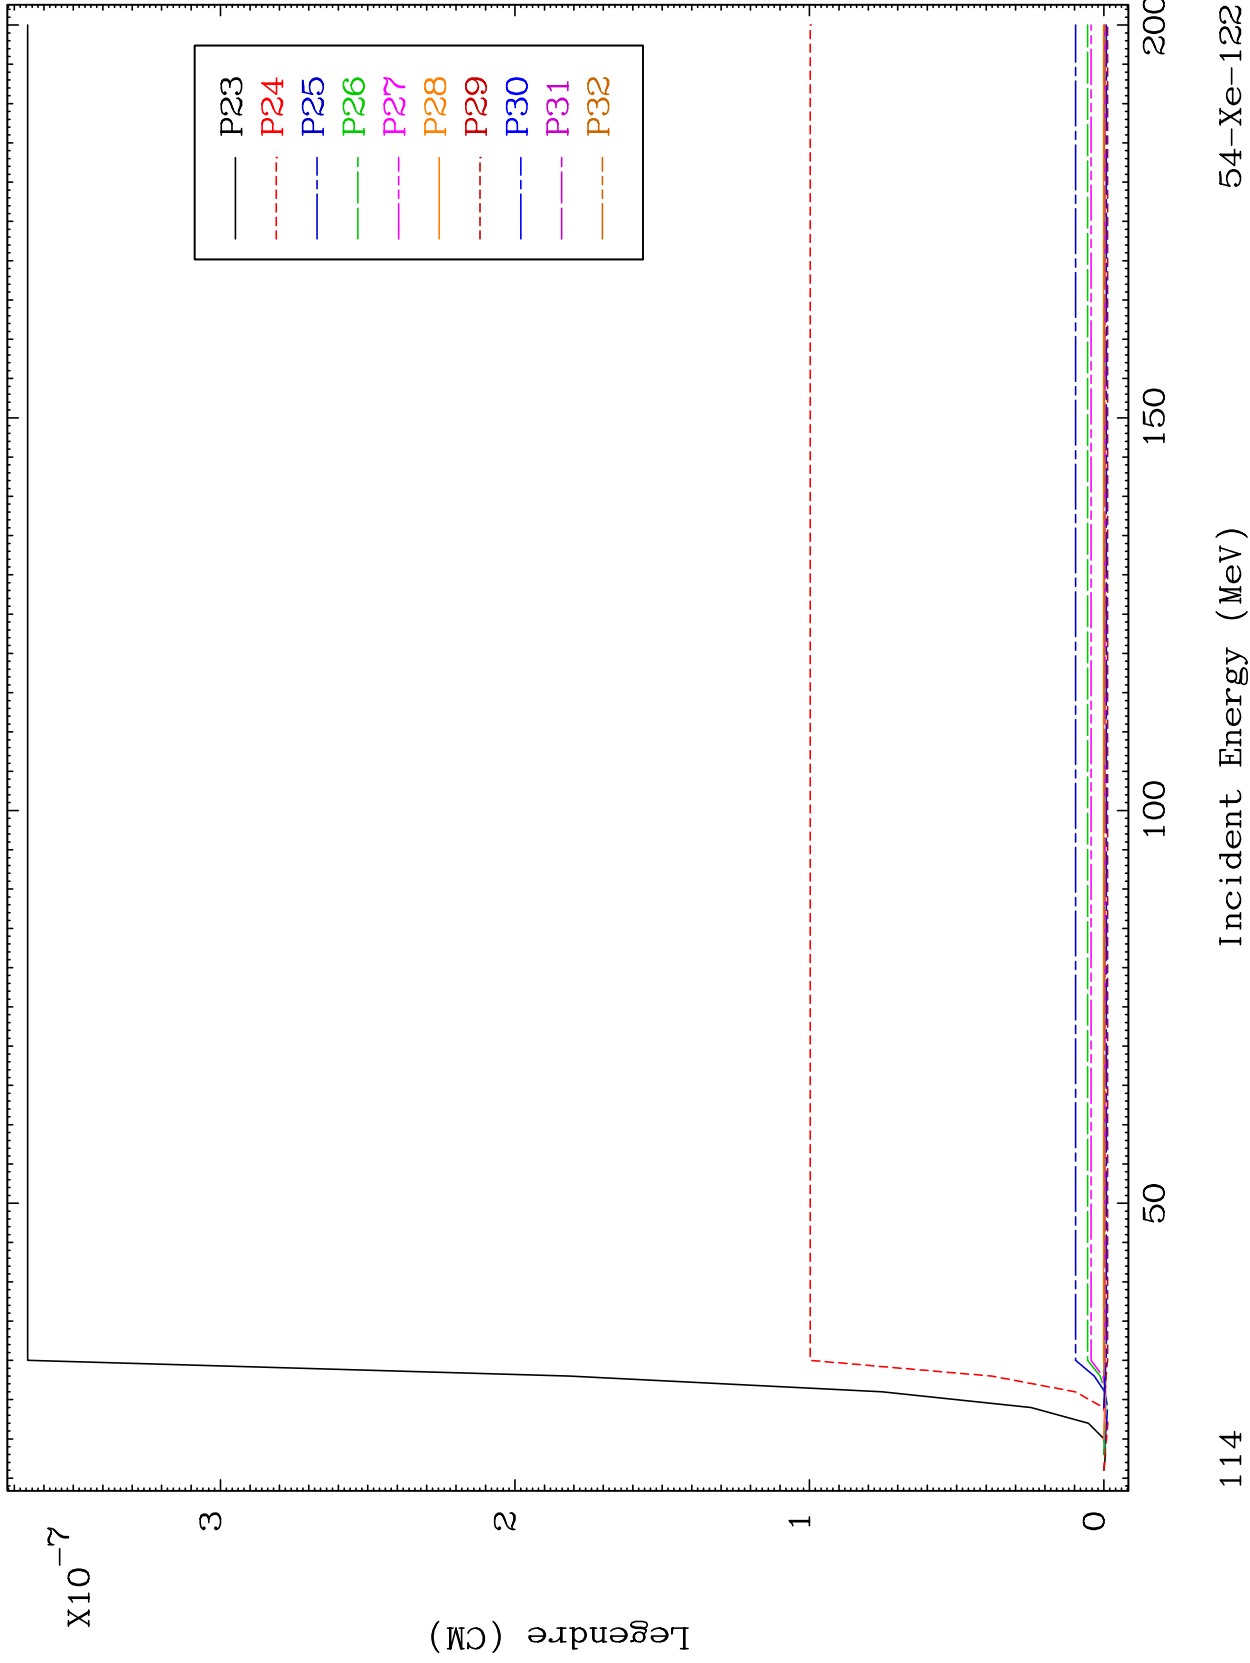 X10-7
Legendre (CM)
3
2
1
0
P23
P24
P25
P26
P27
P28
P29
P30
P31
P32
50
100
150
200
Incident Energy (MeV)
114
54-Xe-122